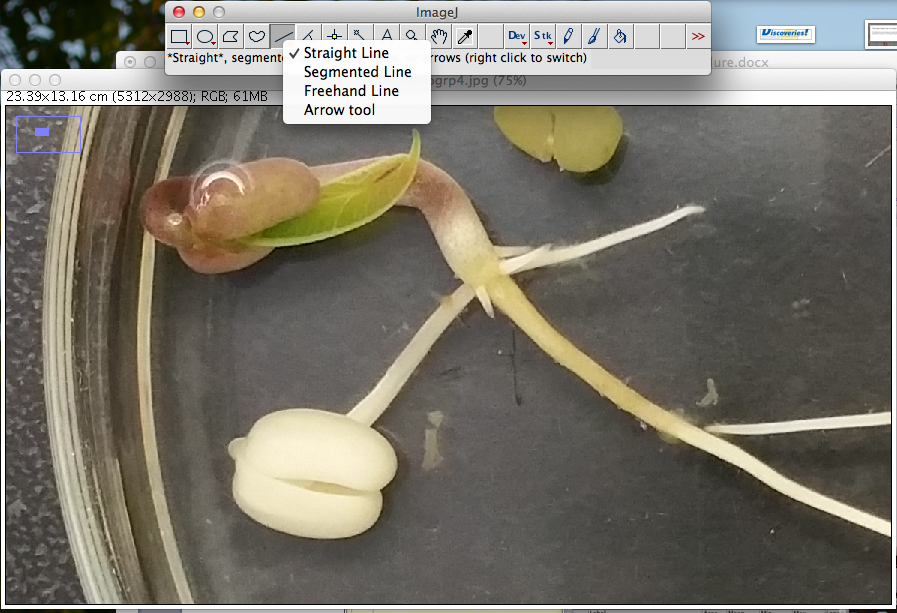 ImageJ
Discoveries!
Dev Stk >>
*Straight*, segmente rrows (right click to switch)
✓ Straight Line
Segmented Line
Freehand Line
Arrow tool
ure.docx
ogrp4.jpg (75%)
23.39x13.16 cm (5312x2988); RGB; 61MB